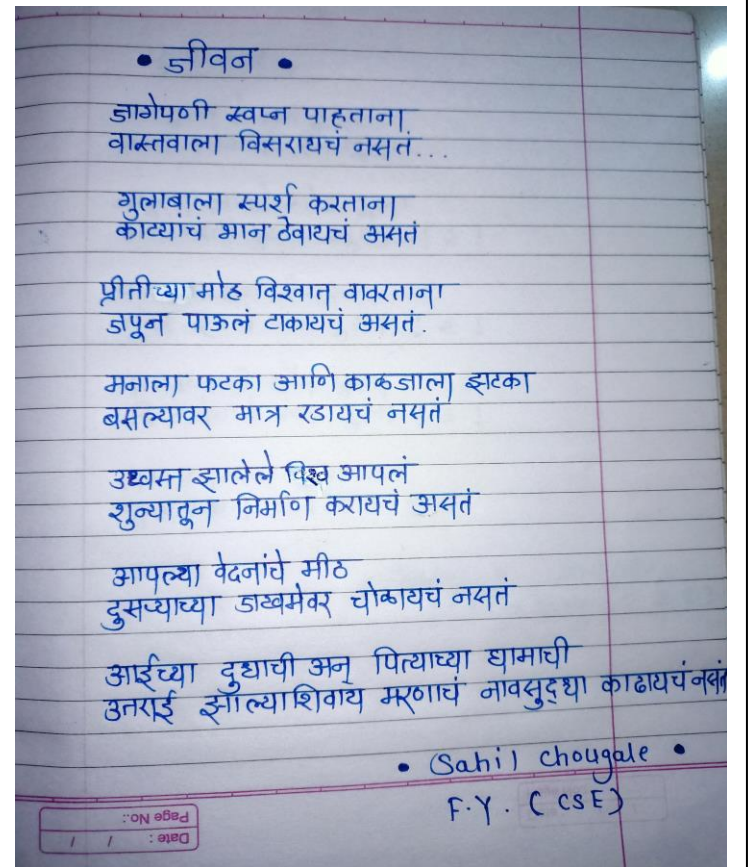 • जीवन •
जागेपणी स्वप्न पाहताना
वास्तवाला विसरायचं नसतं...
गुलाबाला स्पर्श करताना
काट्यांचं भान ठेवायचं असतं
प्रीतीच्या मोह विश्वात वावरताना
जपून पाऊलं टाकायचं असतं.
मनाला फटका आणि काळजाला झटका
बसल्यावर मात्र रडायचं नसतं
उध्वस्त झालेले विश्व आपलं
शुन्यातून निर्माण करायचं असतं
आपल्या वेदनांचे मीठ
दुसऱ्याच्या जखमेवर चोळायचं नसतं
आईच्या दुधाची अन् पित्याच्या घामाची
उतराई झाल्याशिवाय मरणाचं नावसुद्धा काढायचं नसतं
• Sahil Chougale •
F.Y. (CSE)
Page No.:
Date: / /